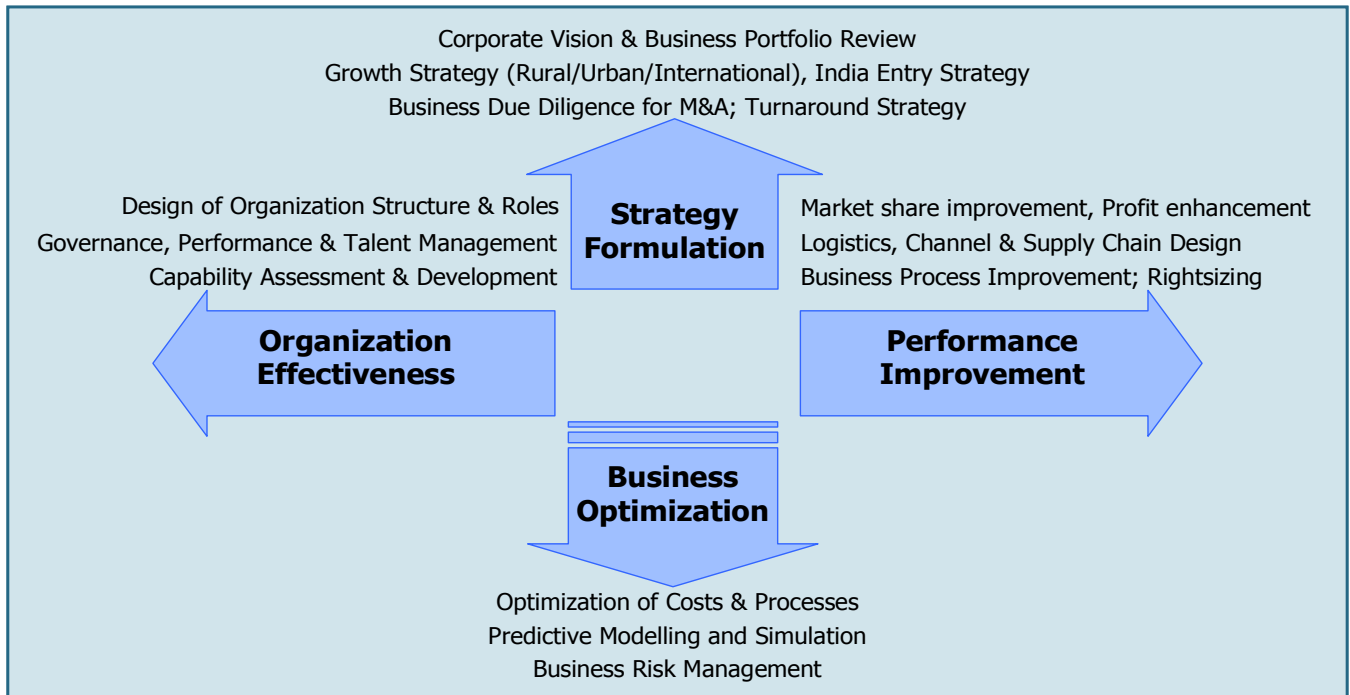 Corporate Vision & Business Portfolio Review
Growth Strategy (Rural/Urban/International), India Entry Strategy
Business Due Diligence for M&A; Turnaround Strategy
Strategy
Formulation
Design of Organization Structure & Roles
Governance, Performance & Talent Management
Capability Assessment & Development
Market share improvement, Profit enhancement
Logistics, Channel & Supply Chain Design
Business Process Improvement; Rightsizing
Organization
Effectiveness
Performance
Improvement
Business
Optimization
Optimization of Costs & Processes
Predictive Modelling and Simulation
Business Risk Management